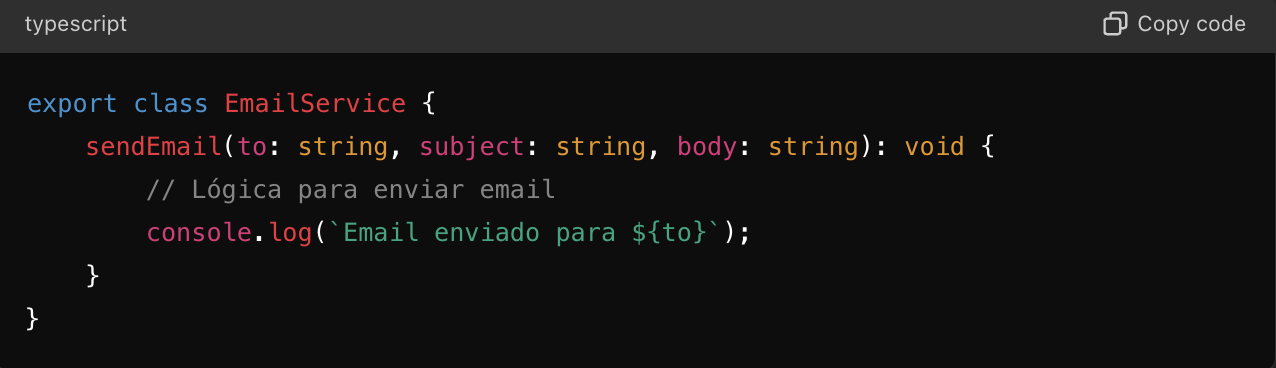 typescript
Copy code
export class EmailService {
    sendEmail(to: string, subject: string, body: string): void {
        // Lógica para enviar email
        console.log(`Email enviado para ${to}`);
    }
}